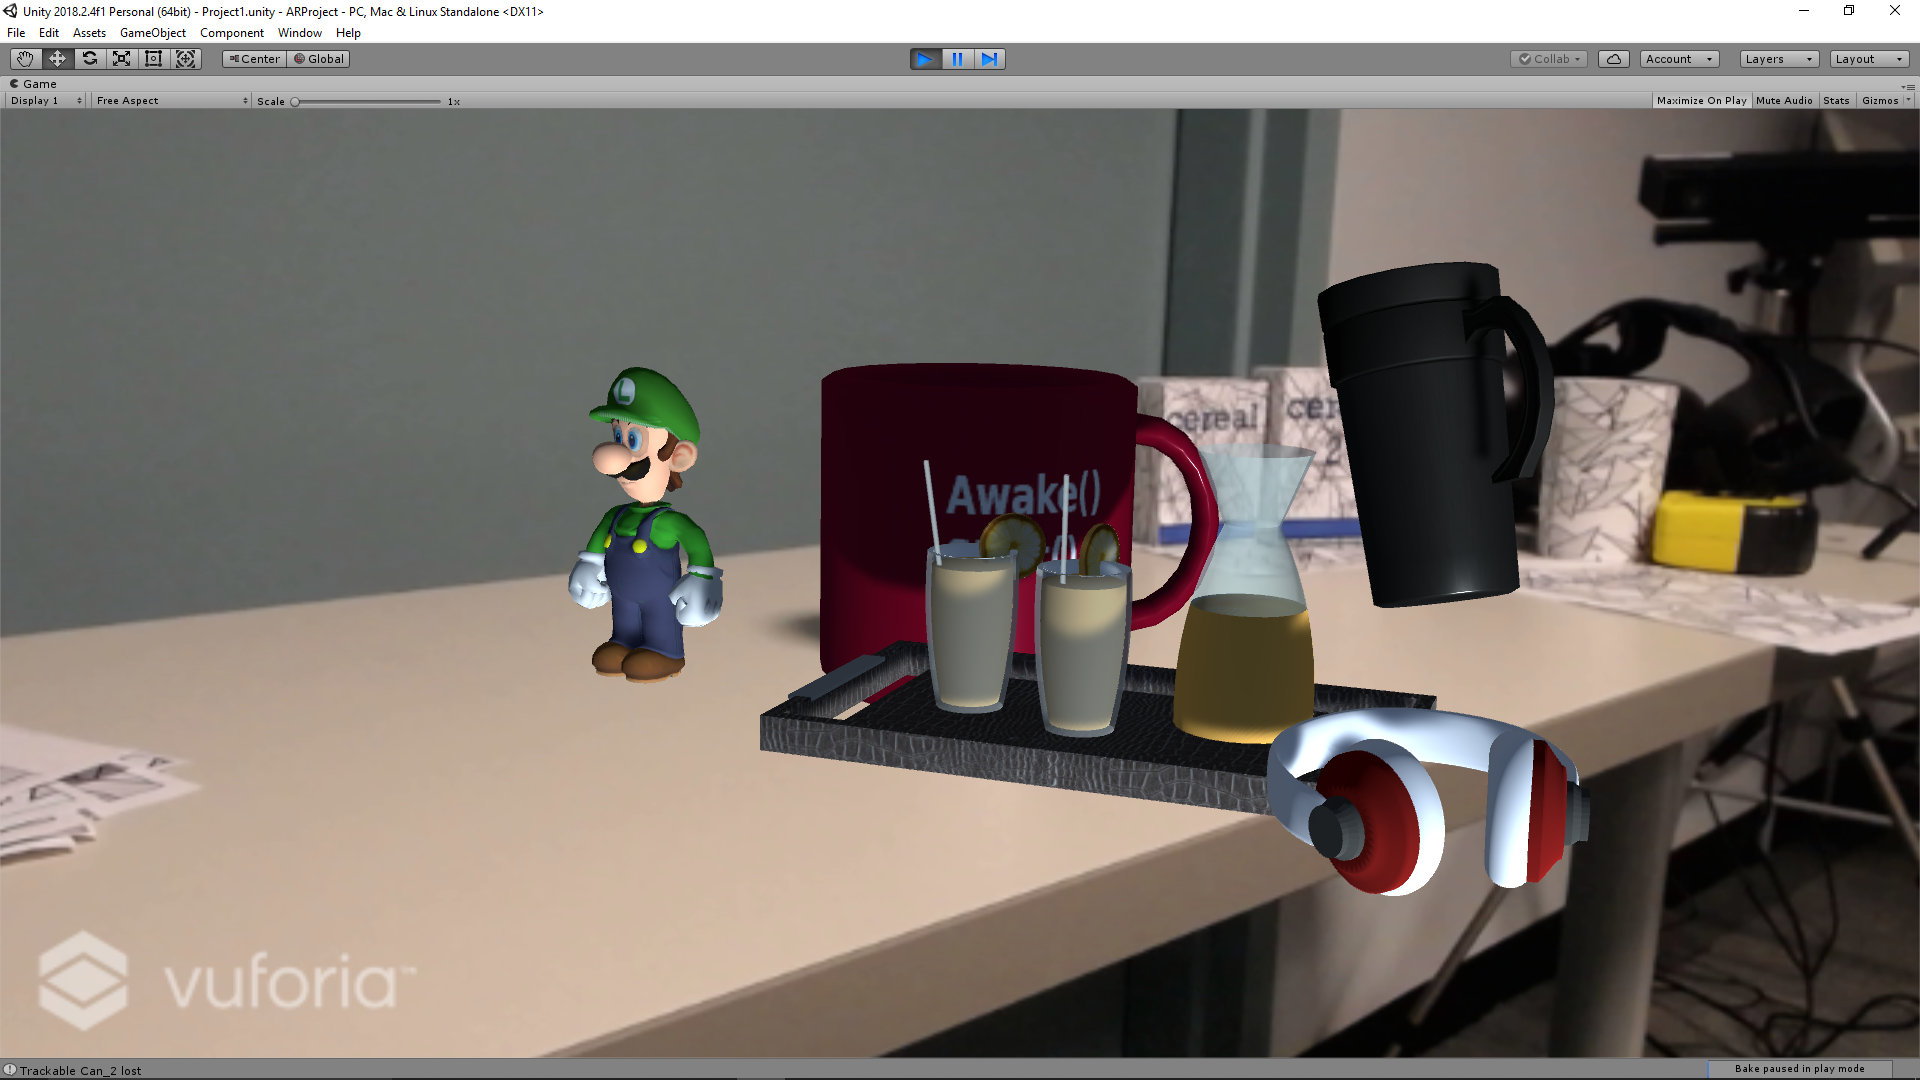 Unity 2018.2.4f1 Personal (64bit) - Project1.unity - ARProject - PC, Mac & Linux Standalone <DX11>
File Edit Assets GameObject Component Window Help
Center Global Collab Account Layers Layout
Game
Display 1 Free Aspect Scale 1x Maximize On Play Mute Audio Stats Gizmos
L
cereal
Awake()
vuforia™
Trackable Can_2 lost
Bake paused in play mode